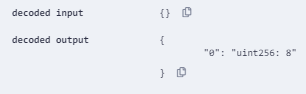 decoded input {}
decoded output {
"0": "uint256: 8"
}